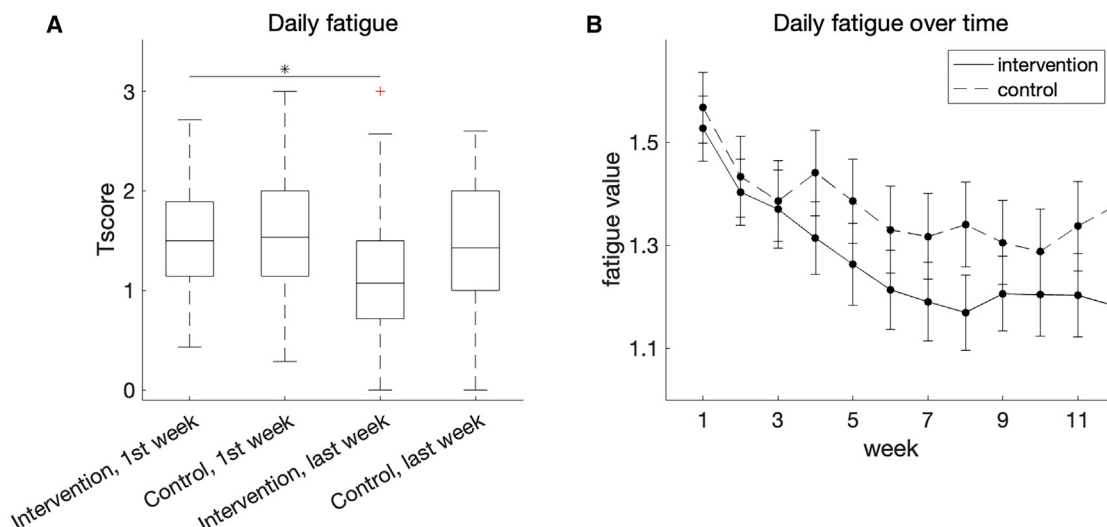 A
Daily fatigue
*
+
3
2
1
0
Tscore
Intervention, 1st week
Control, 1st week
Intervention, last week
Control, last week
B
Daily fatigue over time
intervention
control
1.5
1.3
1.1
fatigue value
1 3 5 7 9 11
week